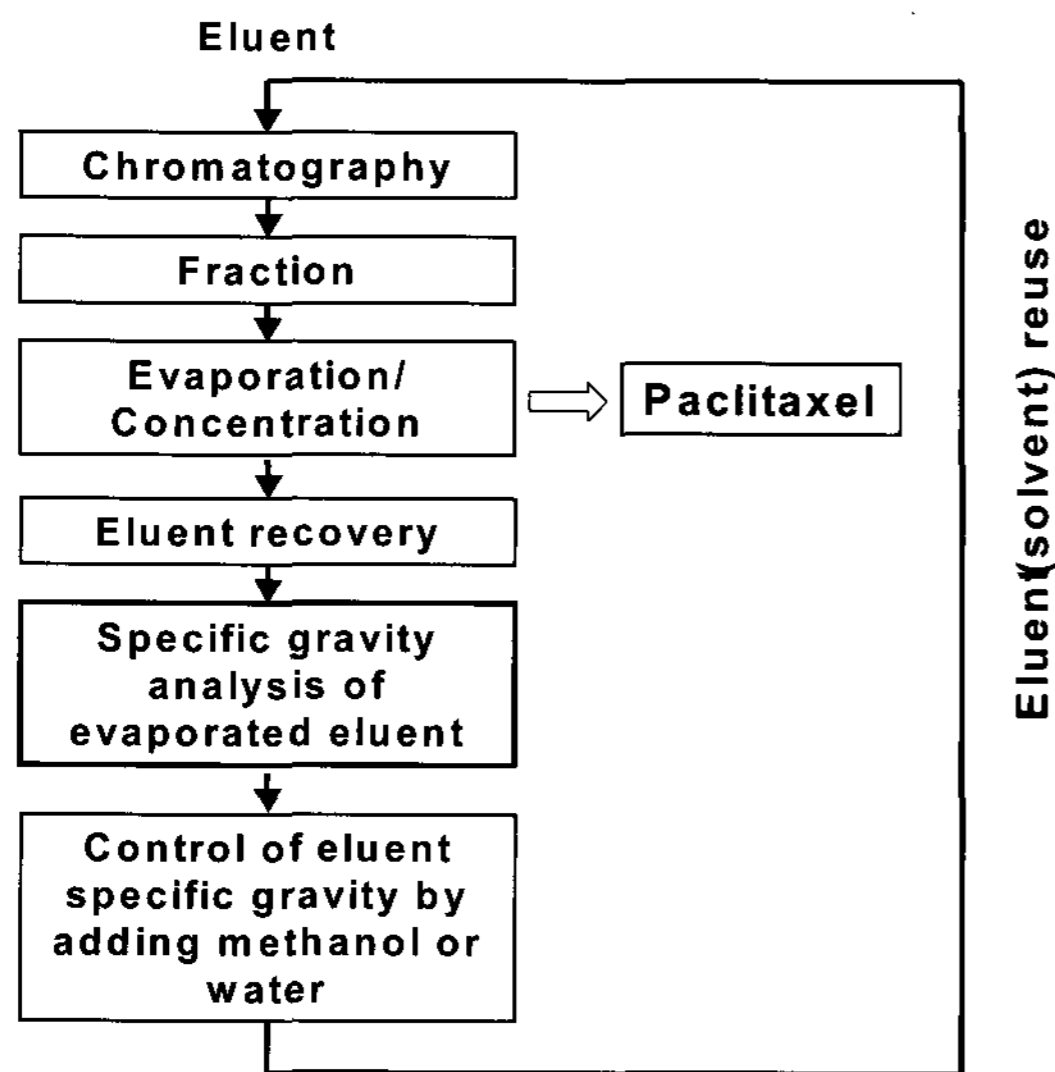 Eluent
Chromatography
Fraction
Evaporation/
Concentration
Paclitaxel
Eluent recovery
Specific gravity
analysis of
evaporated eluent
Control of eluent
specific gravity by
adding methanol or
water
Eluent(solvent) reuse